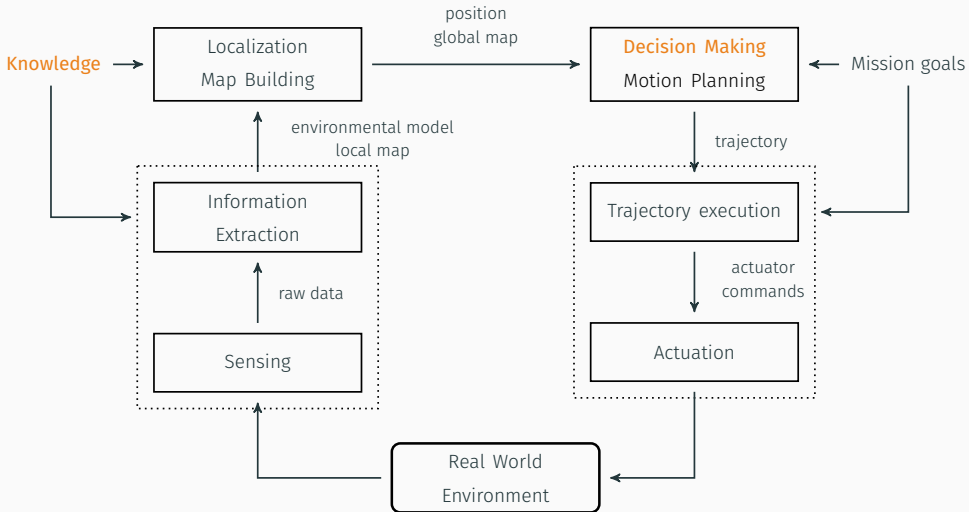 position
global map
Knowledge
Localization
Map Building
Decision Making
Motion Planning
Mission goals
environmental model
local map
trajectory
Information
Extraction
Trajectory execution
raw data
actuator
commands
Sensing
Actuation
Real World
Environment